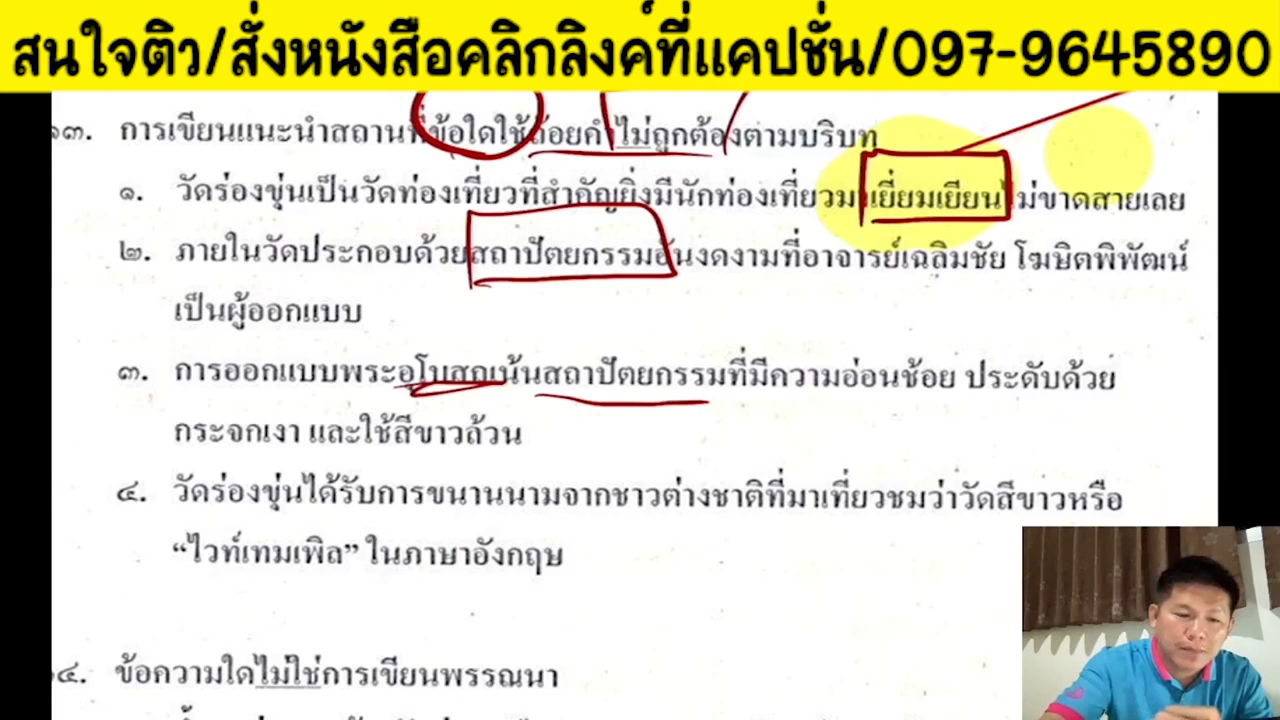 สนใจติว/สั่งหนังสือคลิกลิงค์ที่แคปชั่น/097-9645890
๑๓. การเขียนแนะนำสถานที่ข้อใดใช้ถ้อยคำไม่ถูกต้องตามบริบท
๑. วัดร่องขุ่นเป็นวัดท่องเที่ยวที่สำคัญยิ่งมีนักท่องเที่ยวมาเยี่ยมเยียนไม่ขาดสายเลย
๒. ภายในวัดประกอบด้วยสถาปัตยกรรมอันงดงามที่อาจารย์เฉลิมชัย โฆษิตพิพัฒน์
เป็นผู้ออกแบบ
๓. การออกแบบพระอุโบสถเน้นสถาปัตยกรรมที่มีความอ่อนช้อย ประดับด้วย
กระจกเงา และใช้สีขาวล้วน
๔. วัดร่องขุ่นได้รับการขนานนามจากชาวต่างชาติที่มาเที่ยวชมว่าวัดสีขาวหรือ
“ไวท์เทมเพิล” ในภาษาอังกฤษ
๑๔. ข้อความใดไม่ใช่การเขียนพรรณนา